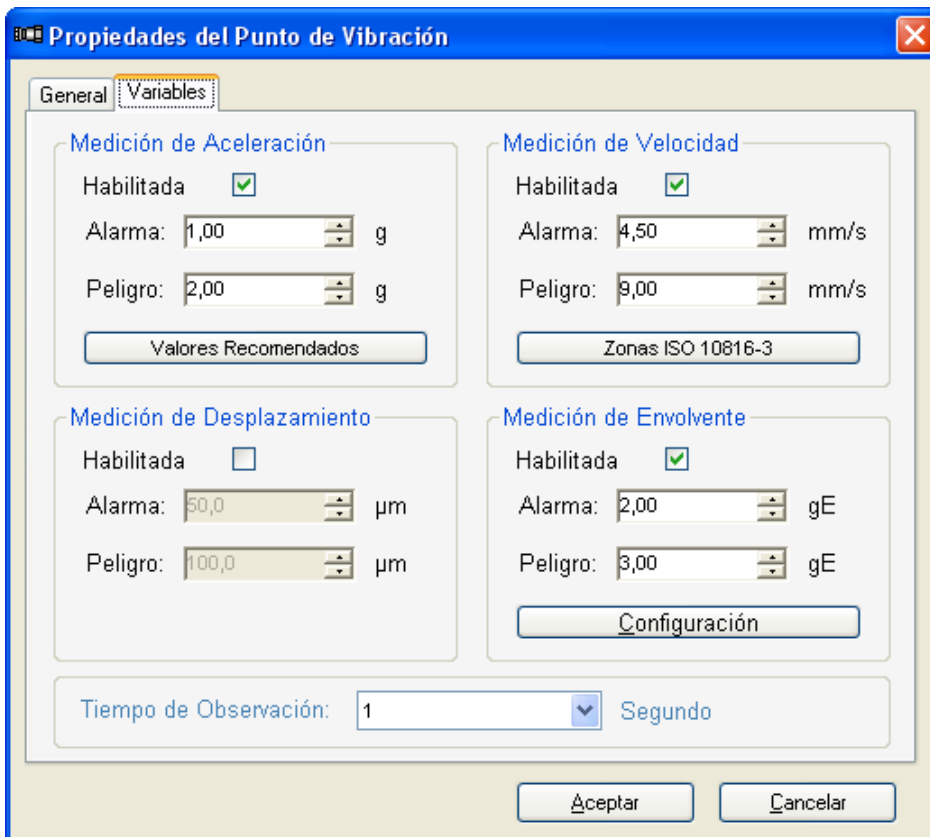 Propiedades del Punto de Vibración
General Variables
Medición de Aceleración
Habilitada
Alarma: 1,00 g
Peligro: 2,00 g
Valores Recomendados
Medición de Velocidad
Habilitada
Alarma: 4,50 mm/s
Peligro: 9,00 mm/s
Zonas ISO 10816-3
Medición de Desplazamiento
Habilitada
Alarma: 50,0 µm
Peligro: 100,0 µm
Medición de Envolvente
Habilitada
Alarma: 2,00 gE
Peligro: 3,00 gE
Configuración
Tiempo de Observación: 1 Segundo
Aceptar Cancelar